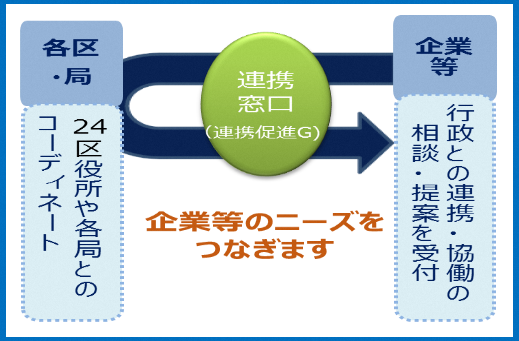 各区
・局
24区役所や各局との
コーディネート
連携
窓口
(連携促進G)
企業等のニーズを
つなぎます
企業
等
行政との連携・協働の
相談・提案を受付